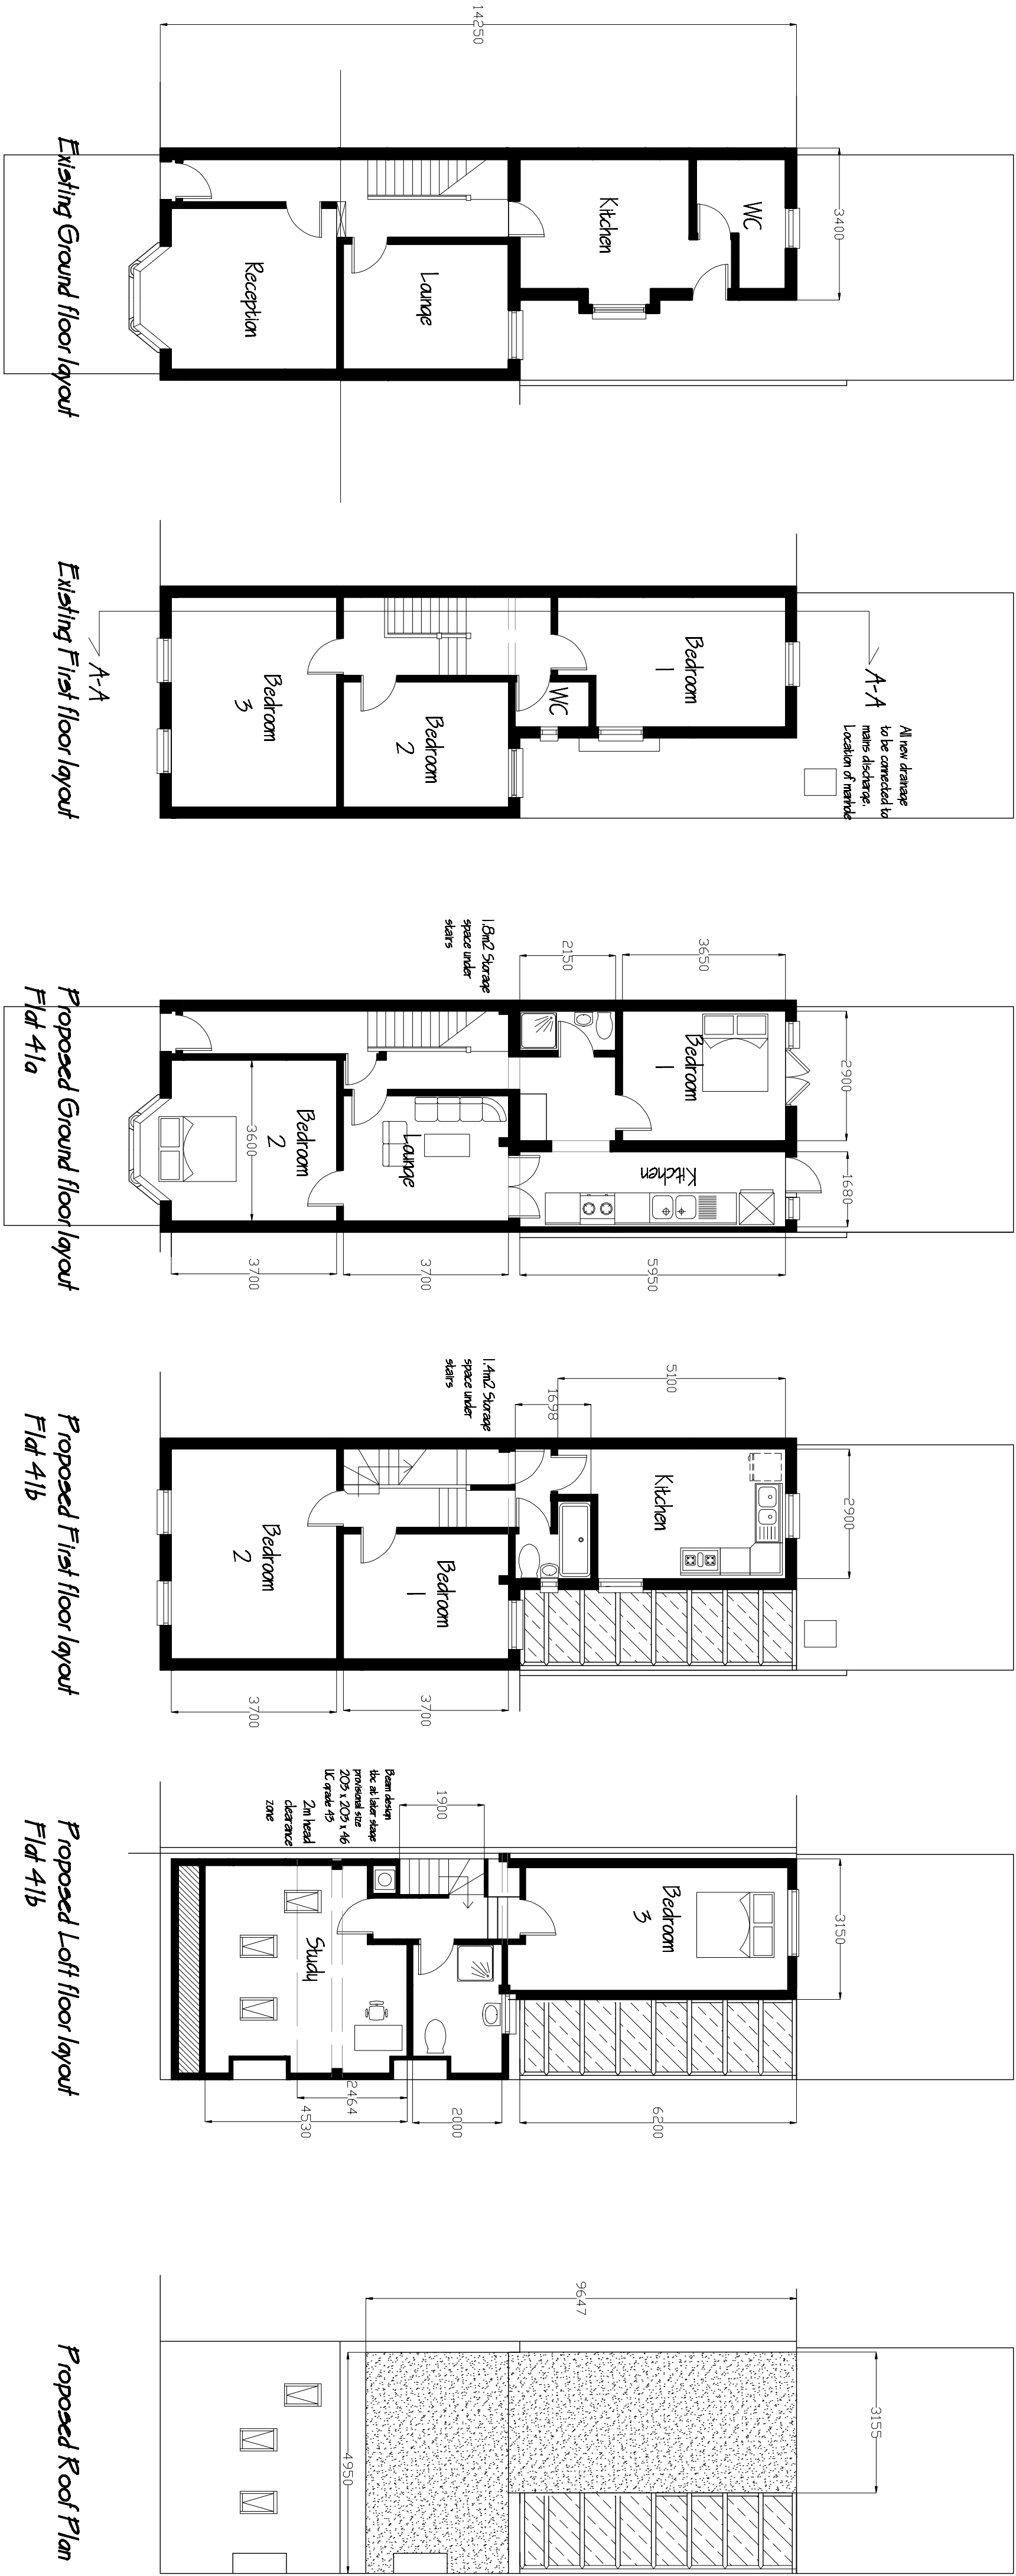 14250
3400
WC
Kitchen
Lounge
Reception
Existing Ground floor layout
A-A
All new drainage
to be connected to
mains discharge.
Location of manhole
Bedroom
1
WC
Bedroom
2
Bedroom
3
A-A
Existing First floor layout
3650
2150
1.8m2 Storage
space under
stairs
2900
1680
Bedroom
1
Kitchen
Lounge
Bedroom
2
3600
5950
3700
3700
Proposed Ground floor layout
Flat 41a
5100
1698
1.4m2 Storage
space under
stairs
2900
Kitchen
Bedroom
1
Bedroom
2
3700
3700
Proposed First floor layout
Flat 41b
1900
Beam design
tbc at later stage
provisional size
203 x 203 x 46
UC grade 43
2m head
clearance
zone
3150
Bedroom
3
Study
6200
2000
2464
4530
Proposed Loft floor layout
Flat 41b
9647
3155
4950
Proposed Roof Plan